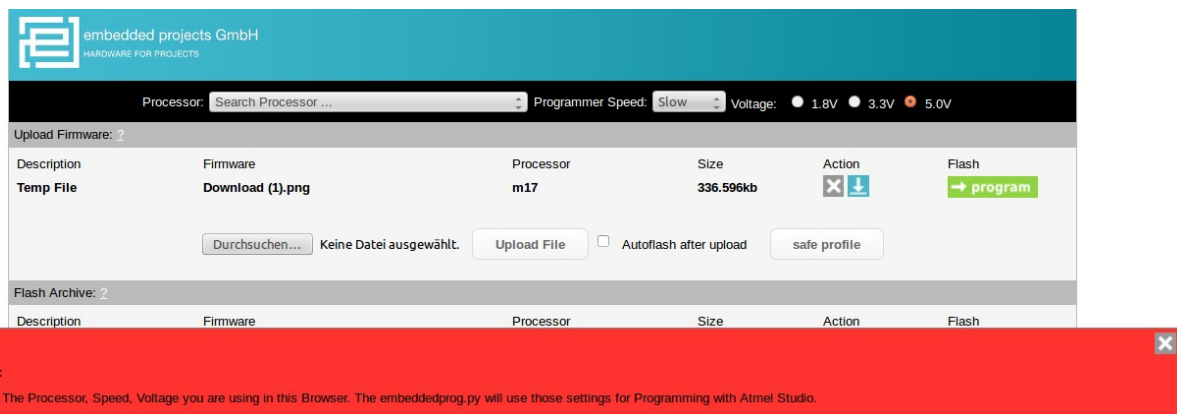 embedded projects GmbH
HARDWARE FOR PROJECTS
Processor: Search Processor ... Programmer Speed: Slow Voltage: 1.8V 3.3V 5.0V
Upload Firmware: ?
Description Firmware Processor Size Action Flash
Temp File Download (1).png m17 336.596kb → program
Durchsuchen... Keine Datei ausgewählt. Upload File Autoflash after upload safe profile
Flash Archive: ?
Description Firmware Processor Size Action Flash
:
The Processor, Speed, Voltage you are using in this Browser. The embeddedprog.py will use those settings for Programming with Atmel Studio.